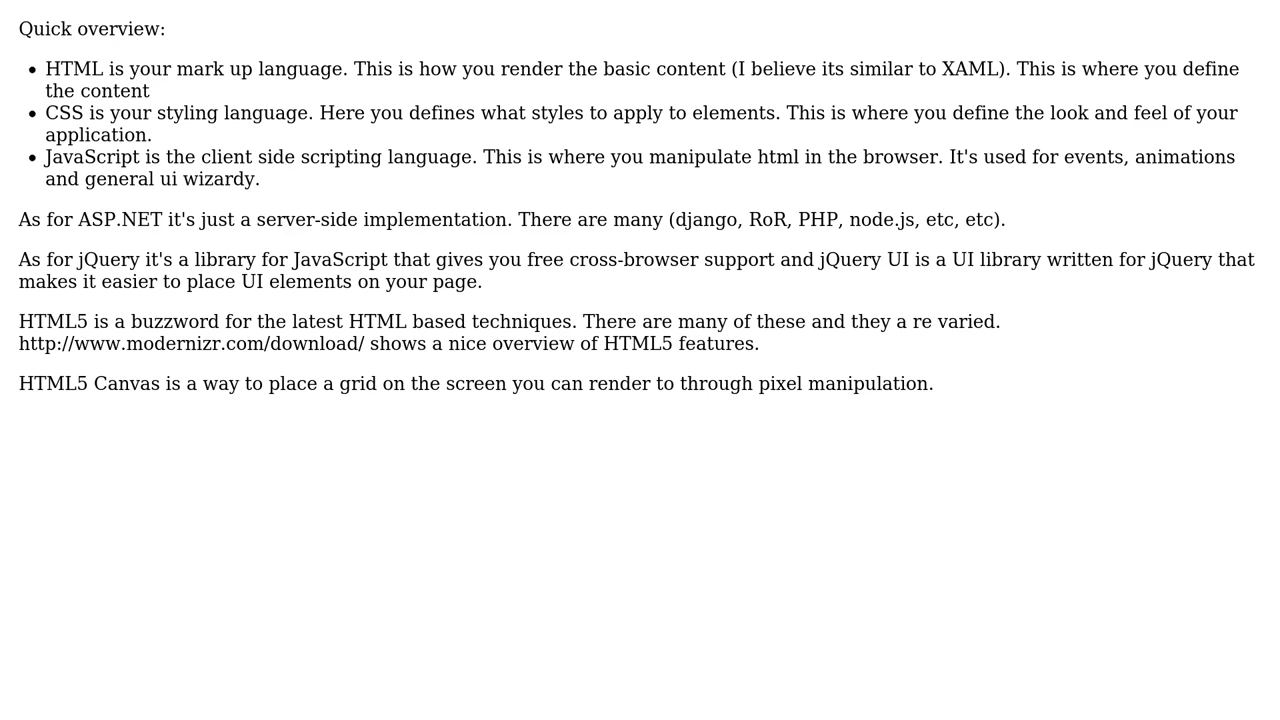 Quick overview:
• HTML is your mark up language. This is how you render the basic content (I believe its similar to XAML). This is where you define
the content
• CSS is your styling language. Here you defines what styles to apply to elements. This is where you define the look and feel of your
application.
• JavaScript is the client side scripting language. This is where you manipulate html in the browser. It's used for events, animations
and general ui wizardy.
As for ASP.NET it's just a server-side implementation. There are many (django, RoR, PHP, node.js, etc, etc).
As for jQuery it's a library for JavaScript that gives you free cross-browser support and jQuery UI is a UI library written for jQuery that
makes it easier to place UI elements on your page.
HTML5 is a buzzword for the latest HTML based techniques. There are many of these and they a re varied.
http://www.modernizr.com/download/ shows a nice overview of HTML5 features.
HTML5 Canvas is a way to place a grid on the screen you can render to through pixel manipulation.